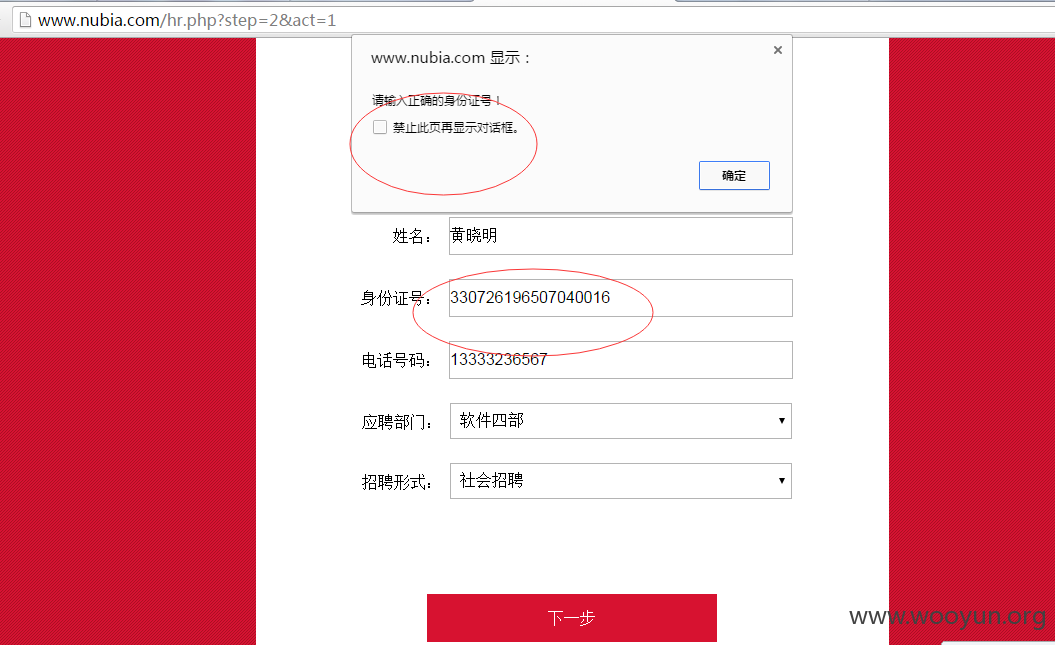 www.nubia.com/hr.php?step=2&act=1
www.nubia.com 显示：
×
请输入正确的身份证号！
禁止此页再显示对话框。
确定
姓名： 黄晓明
身份证号： 330726196507040016
电话号码： 13333236567
应聘部门： 软件四部
招聘形式： 社会招聘
下一步
www.wooyun.org